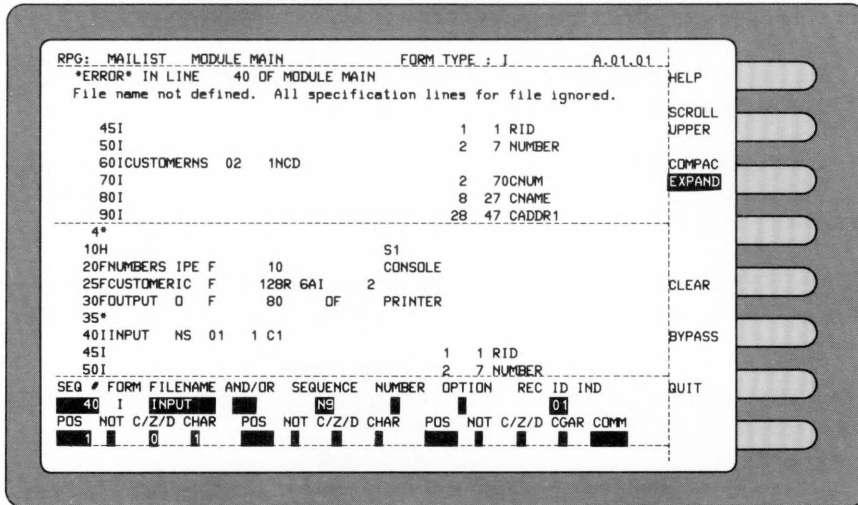 RPG: MAILIST MODULE MAIN FORM TYPE : I A.01.01
*ERROR* IN LINE 40 OF MODULE MAIN
File name not defined. All specification lines for file ignored.
HELP
SCROLL
UPPER
COMPAC
EXPAND
CLEAR
BYPASS
QUIT
45I 1 1 RID
50I 2 7 NUMBER
60ICUSTOMERNS 02 1NCD
70I 2 70CNUM
80I 8 27 CNAME
90I 28 47 CADDR1
4*
10H S1
20FNUMBERS IPE F 10 CONSOLE
25FCUSTOMERIC F 128R 6AI 2
30FOUTPUT O F 80 OF PRINTER
35*
40IINPUT NS 01 1 C1
45I 1 1 RID
50I 2 7 NUMBER
SEQ # FORM FILENAME AND/OR SEQUENCE NUMBER OPTION REC ID IND
40 I INPUT NS 01
POS NOT C/Z/D CHAR POS NOT C/Z/D CHAR POS NOT C/Z/D CGAR COMM
1 1